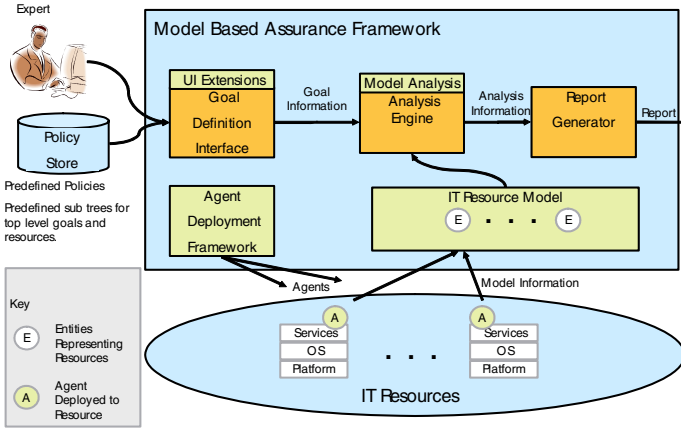 Expert
Model Based Assurance Framework
UI Extensions
Goal
Definition
Interface
Goal
Information
Model Analysis
Analysis
Engine
Analysis
Information
Report
Generator
Report
Policy
Store
Predefined Policies
Predefined sub trees for
top level goals and
resources.
Agent
Deployment
Framework
IT Resource Model
E . . . E
Agents
Model Information
Key
E
Entities
Representing
Resources
A
Agent
Deployed to
Resource
A
Services
OS
Platform
. . .
A
Services
OS
Platform
IT Resources